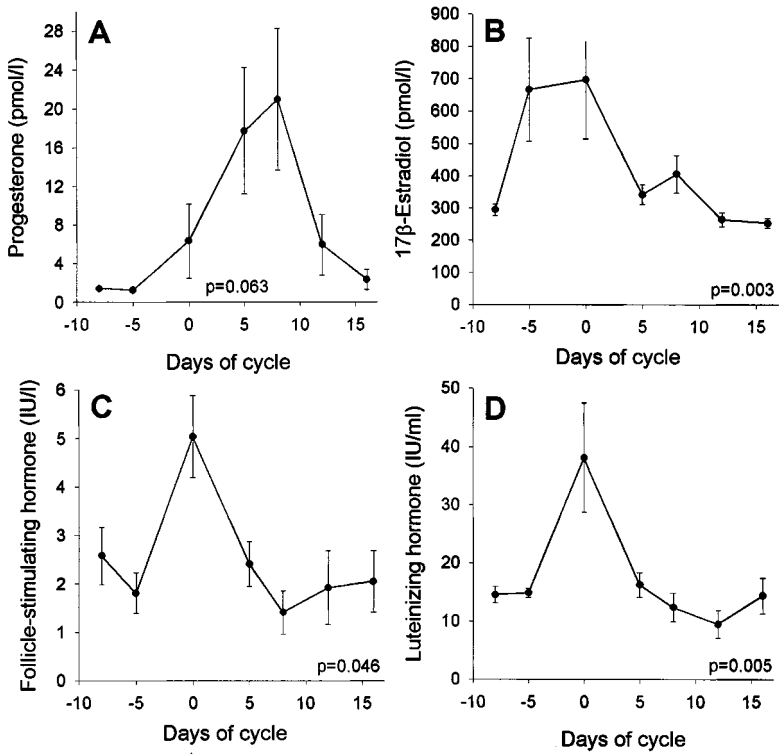 A
Progesterone (pmol/l)
28
24
20
16
12
8
4
0
p=0.063
-10 -5 0 5 10 15
Days of cycle
B
17β-Estradiol (pmol/l)
900
800
700
600
500
400
300
200
100
0
p=0.003
-10 -5 0 5 10 15
Days of cycle
C
Follicle-stimulating hormone (IU/l)
6
5
4
3
2
1
0
p=0.046
-10 -5 0 5 10 15
Days of cycle
D
Luteinizing hormone (IU/ml)
50
40
30
20
10
0
p=0.005
-10 -5 0 5 10 15
Days of cycle